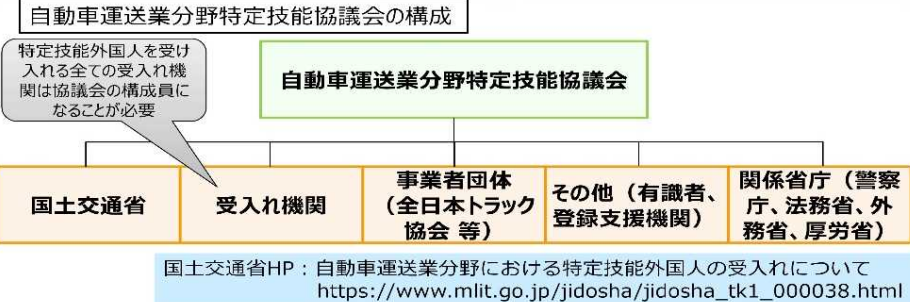 自動車運送業分野特定技能協議会の構成
特定技能外国人を受け
入れる全ての受入れ機
関は協議会の構成員に
なることが必要
自動車運送業分野特定技能協議会
国土交通省
受入れ機関
事業者団体
（全日本トラック
協会 等）
その他（有識者、
登録支援機関）
関係省庁（警察
庁、法務省、外
務省、厚労省）
国土交通省HP：自動車運送業分野における特定技能外国人の受入れについて
https://www.mlit.go.jp/jidosha/jidosha_tk1_000038.html